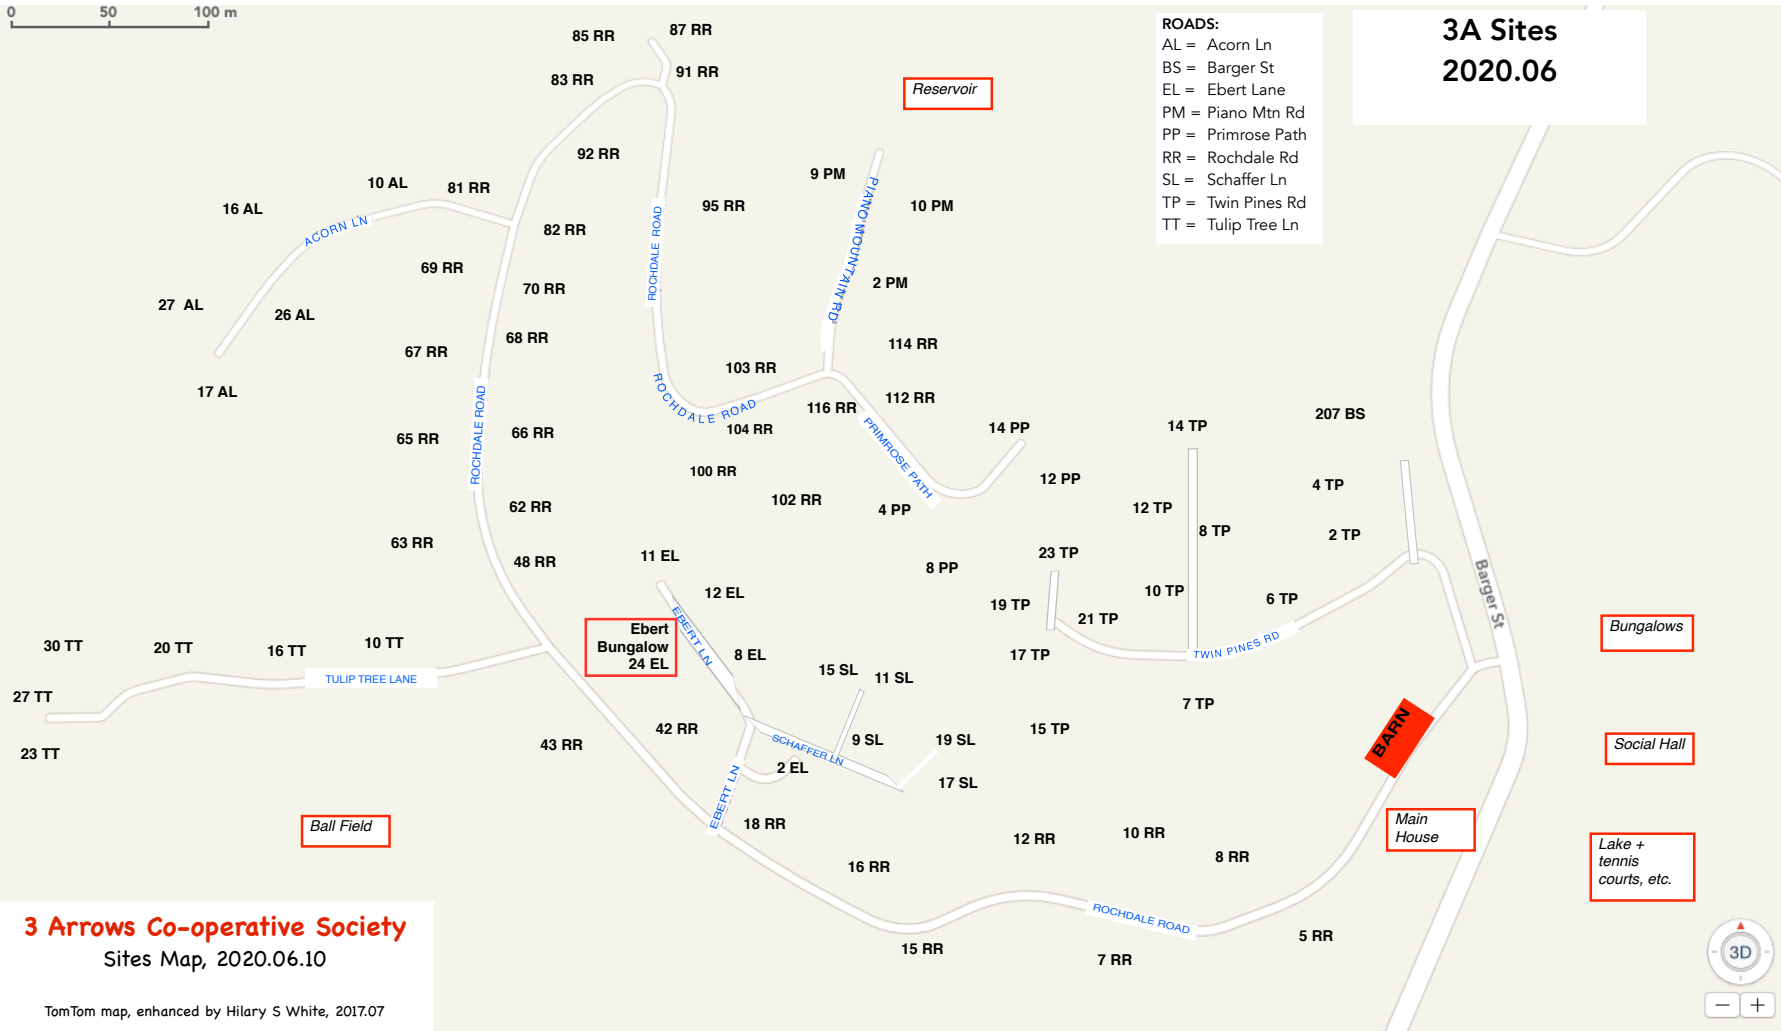 0 50 100 m
ROADS:
AL = Acorn Ln
BS = Barger St
EL = Ebert Lane
PM = Piano Mtn Rd
PP = Primrose Path
RR = Rochdale Rd
SL = Schaffer Ln
TP = Twin Pines Rd
TT = Tulip Tree Ln
3A Sites
2020.06
85 RR
87 RR
83 RR
91 RR
Reservoir
92 RR
9 PM
10 AL
81 RR
16 AL
95 RR
10 PM
ACORN LN
82 RR
ROCHDALE ROAD
PIANO MOUNTAIN RD
69 RR
70 RR
2 PM
27 AL
26 AL
68 RR
67 RR
114 RR
103 RR
17 AL
ROCHDALE ROAD
ROCHDALE ROAD
116 RR
112 RR
104 RR
65 RR
66 RR
PRIMROSE PATH
14 PP
14 TP
207 BS
100 RR
102 RR
12 PP
4 TP
62 RR
4 PP
12 TP
8 TP
2 TP
63 RR
48 RR
11 EL
8 PP
23 TP
12 EL
19 TP
21 TP
10 TP
6 TP
Barger St
EBERT LN
Ebert
Bungalow
24 EL
8 EL
17 TP
TWIN PINES RD
Bungalows
30 TT
20 TT
16 TT
10 TT
TULIP TREE LANE
27 TT
23 TT
15 SL
11 SL
7 TP
43 RR
42 RR
SCHAFFER LN
9 SL
19 SL
15 TP
BARN
Social Hall
2 EL
17 SL
EBERT LN
Ball Field
18 RR
12 RR
10 RR
Main
House
16 RR
8 RR
Lake +
tennis
courts, etc.
ROCHDALE ROAD
15 RR
7 RR
5 RR
3 Arrows Co-operative Society
Sites Map, 2020.06.10
TomTom map, enhanced by Hilary S White, 2017.07
3D
− +